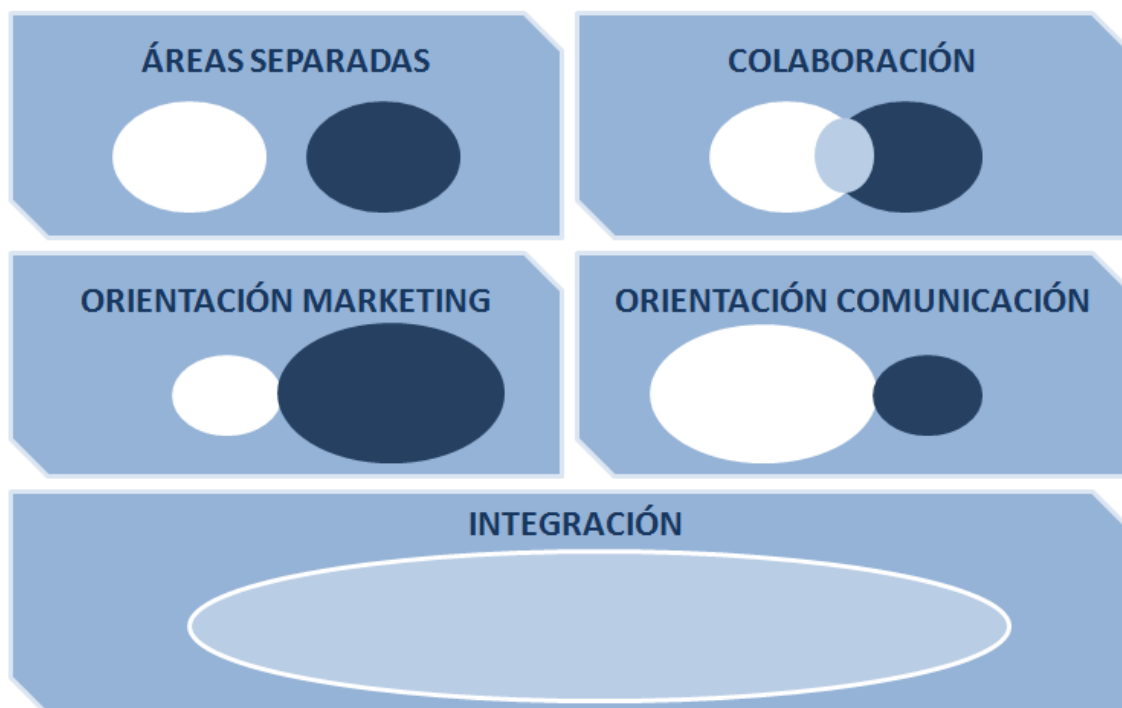 ÁREAS SEPARADAS
COLABORACIÓN
ORIENTACIÓN MARKETING
ORIENTACIÓN COMUNICACIÓN
INTEGRACIÓN